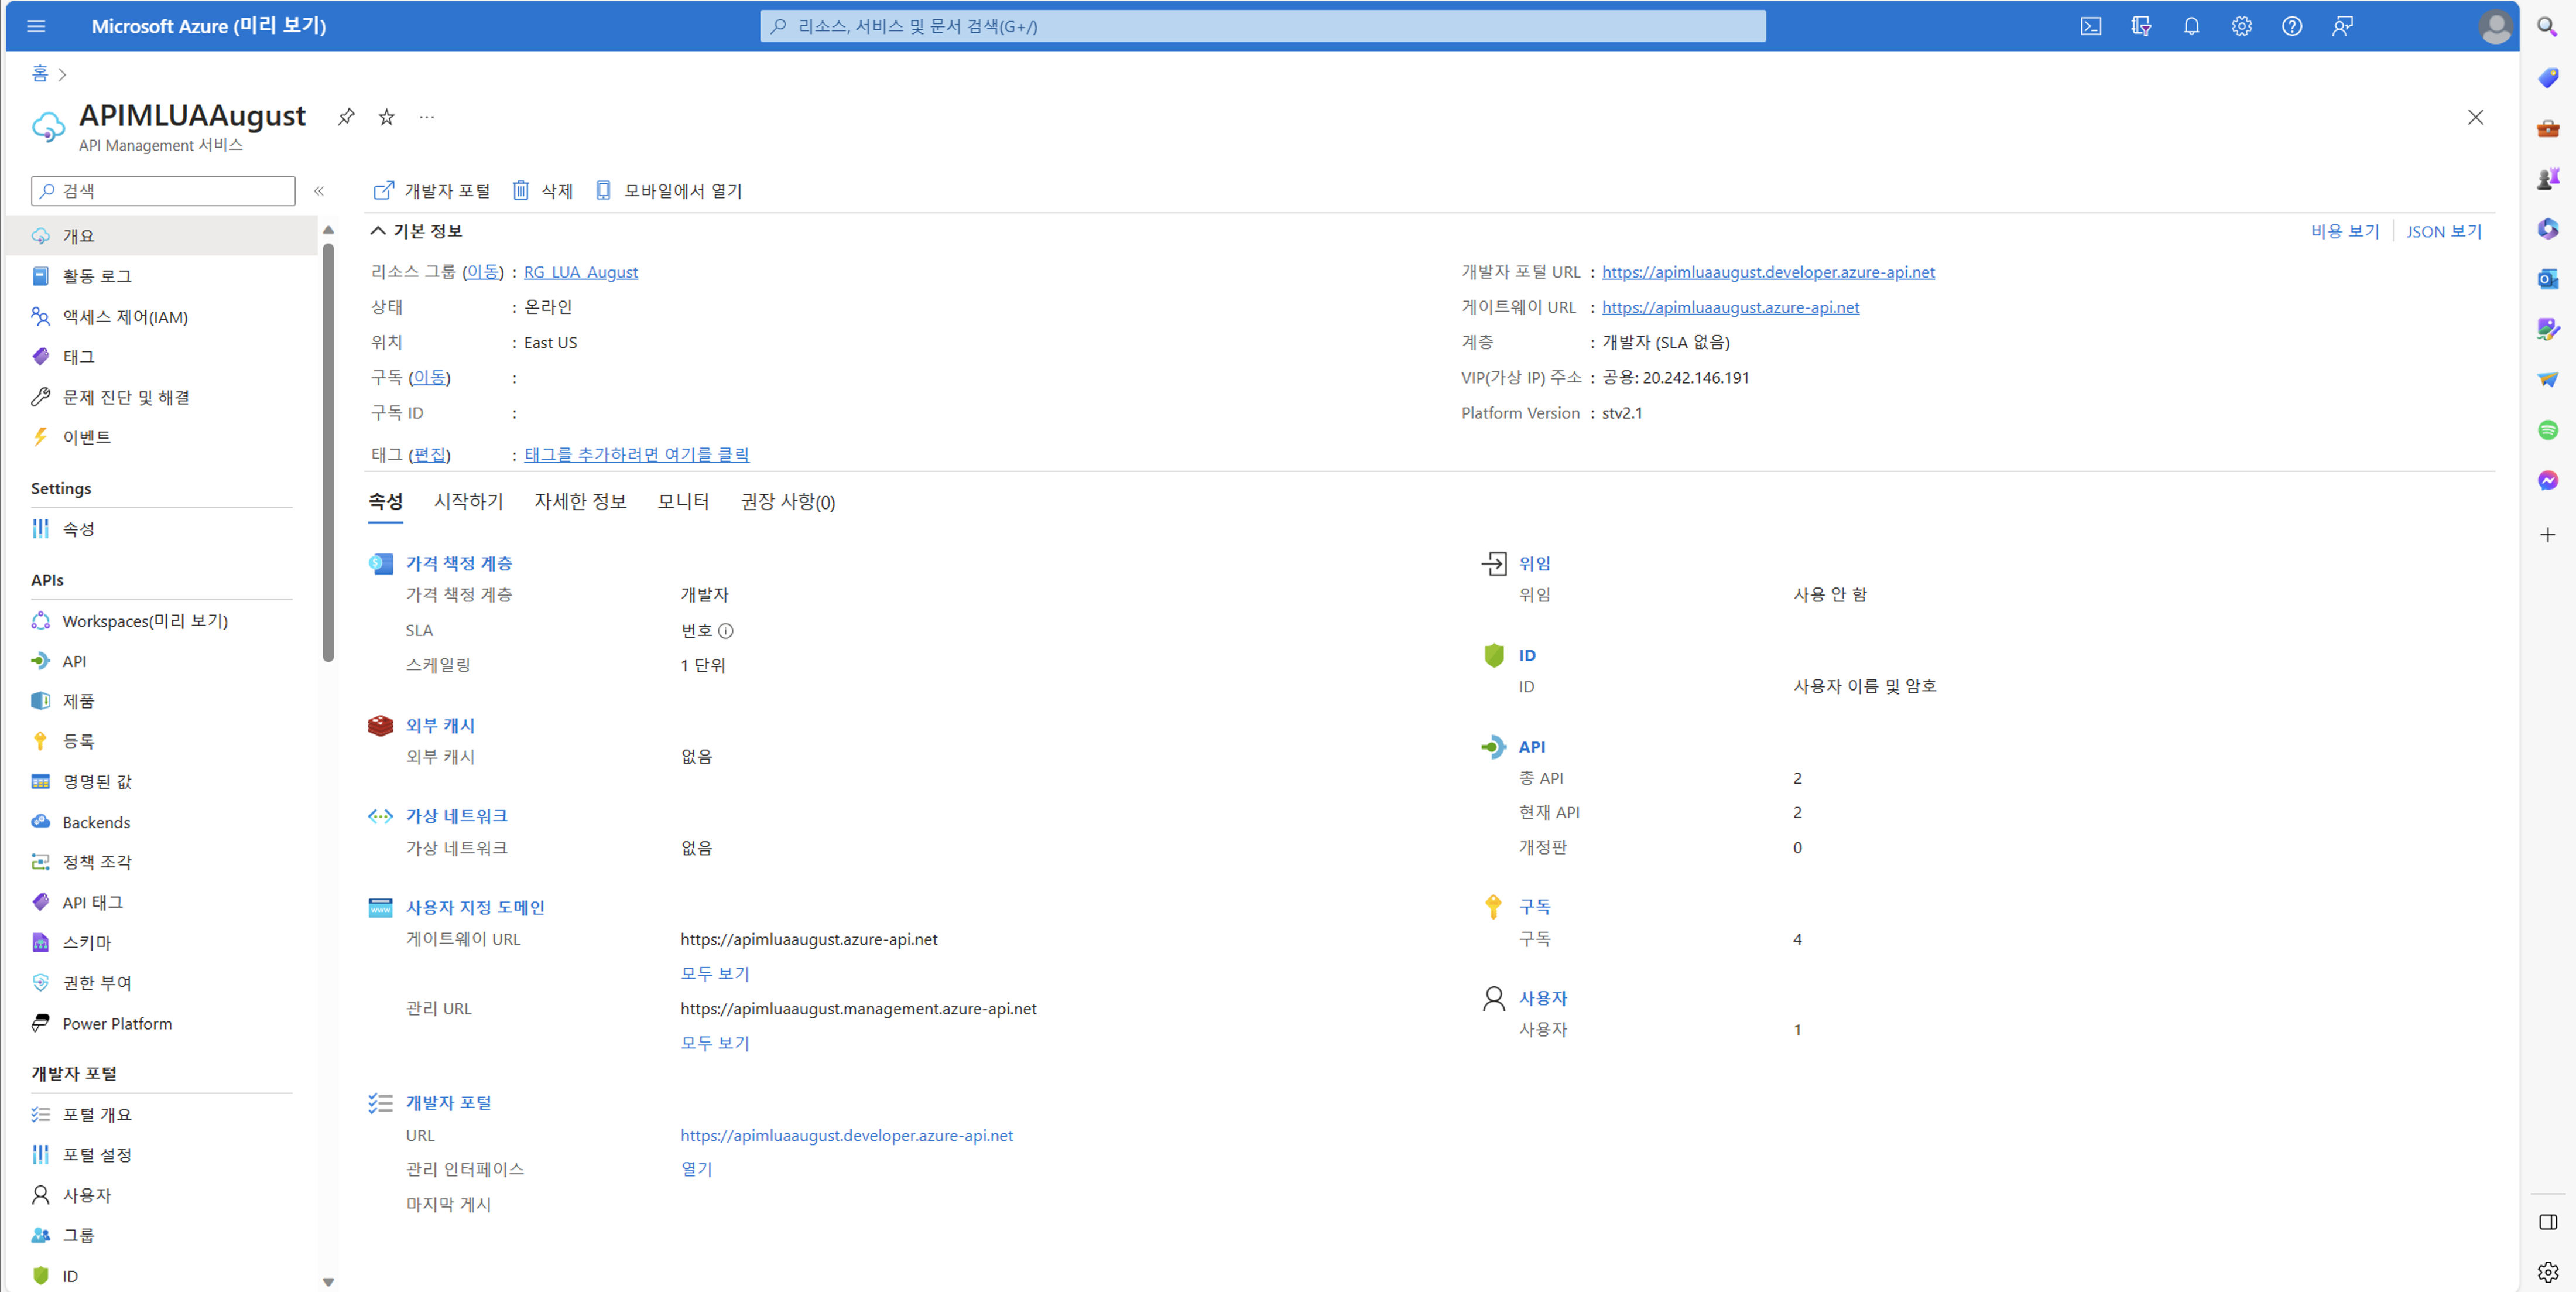 Microsoft Azure (미리 보기)
리소스, 서비스 및 문서 검색(G+/)
홈
APIMLUAAugust
API Management 서비스
검색
개요
활동 로그
액세스 제어(IAM)
태그
문제 진단 및 해결
이벤트
Settings
속성
APIs
Workspaces(미리 보기)
API
제품
등록
명명된 값
Backends
정책 조각
API 태그
스키마
권한 부여
Power Platform
개발자 포털
포털 개요
포털 설정
사용자
그룹
ID
개발자 포털 삭제 모바일에서 열기
기본 정보
비용 보기 JSON 보기
리소스 그룹 (이동) : RG_LUA_August
상태 : 온라인
위치 : East US
구독 (이동) :
구독 ID :
태그 (편집) : 태그를 추가하려면 여기를 클릭
개발자 포털 URL : https://apimluaaugust.developer.azure-api.net
게이트웨이 URL : https://apimluaaugust.azure-api.net
계층 : 개발자 (SLA 없음)
VIP(가상 IP) 주소 : 공용: 20.242.146.191
Platform Version : stv2.1
속성 시작하기 자세한 정보 모니터 권장 사항(0)
가격 책정 계층
가격 책정 계층 개발자
SLA 번호
스케일링 1 단위
외부 캐시
외부 캐시 없음
가상 네트워크
가상 네트워크 없음
사용자 지정 도메인
게이트웨이 URL https://apimluaaugust.azure-api.net
모두 보기
관리 URL https://apimluaaugust.management.azure-api.net
모두 보기
개발자 포털
URL https://apimluaaugust.developer.azure-api.net
관리 인터페이스 열기
마지막 게시
위임
위임 사용 안 함
ID
ID 사용자 이름 및 암호
API
총 API 2
현재 API 2
개정판 0
구독
구독 4
사용자
사용자 1